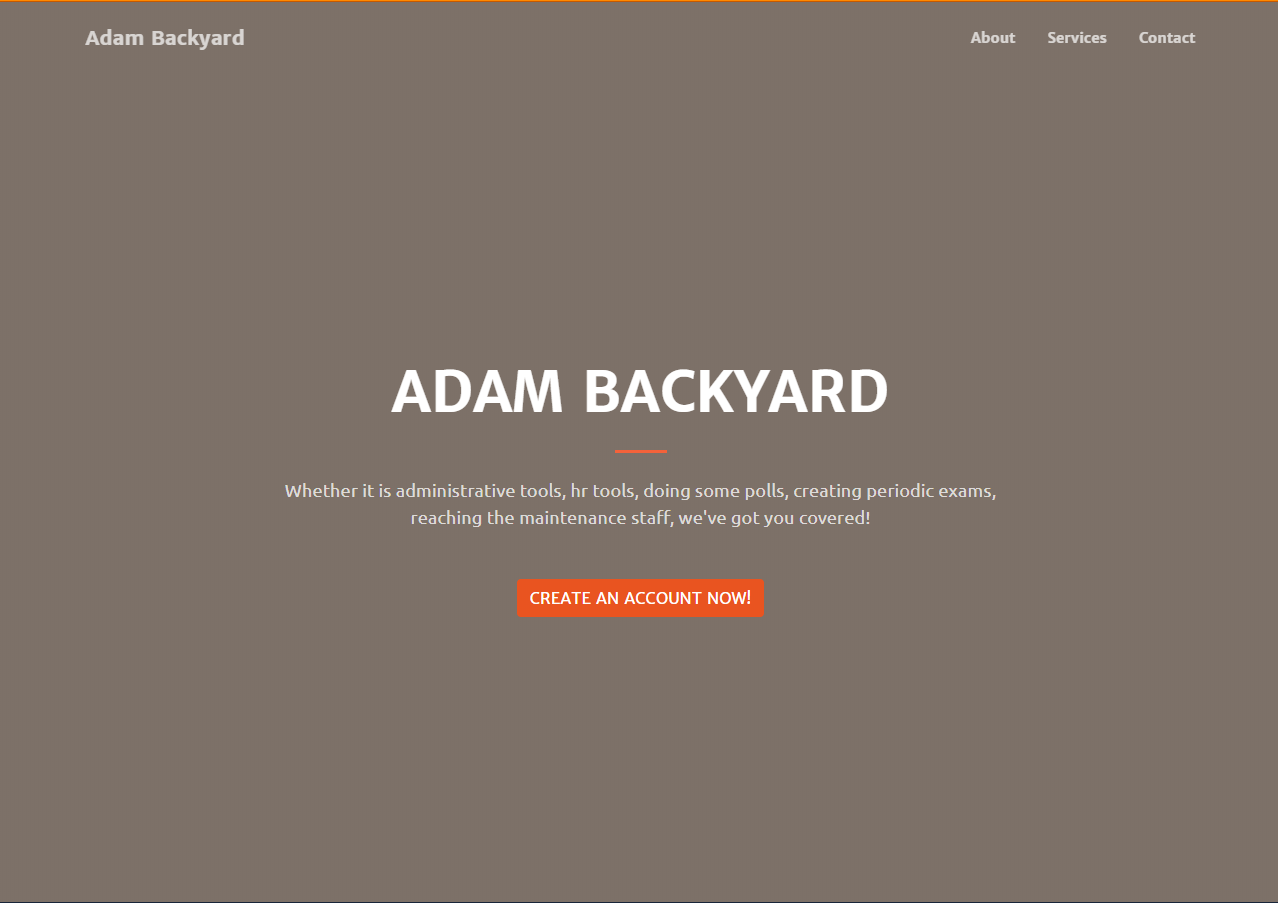 Adam Backyard
About Services Contact
ADAM BACKYARD
Whether it is administrative tools, hr tools, doing some polls, creating periodic exams,
reaching the maintenance staff, we've got you covered!
CREATE AN ACCOUNT NOW!